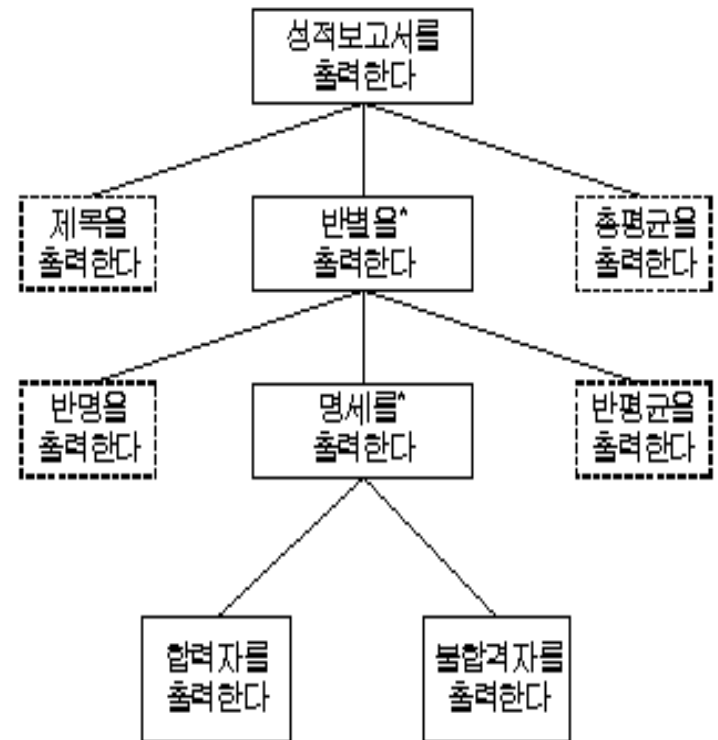 성적보고서를
출력한다
제목을
출력한다
반별을*
출력한다
총평균을
출력한다
반명을
출력한다
명세를*
출력한다
반평균을
출력한다
합력자를
출력한다
불합격자를
출력한다